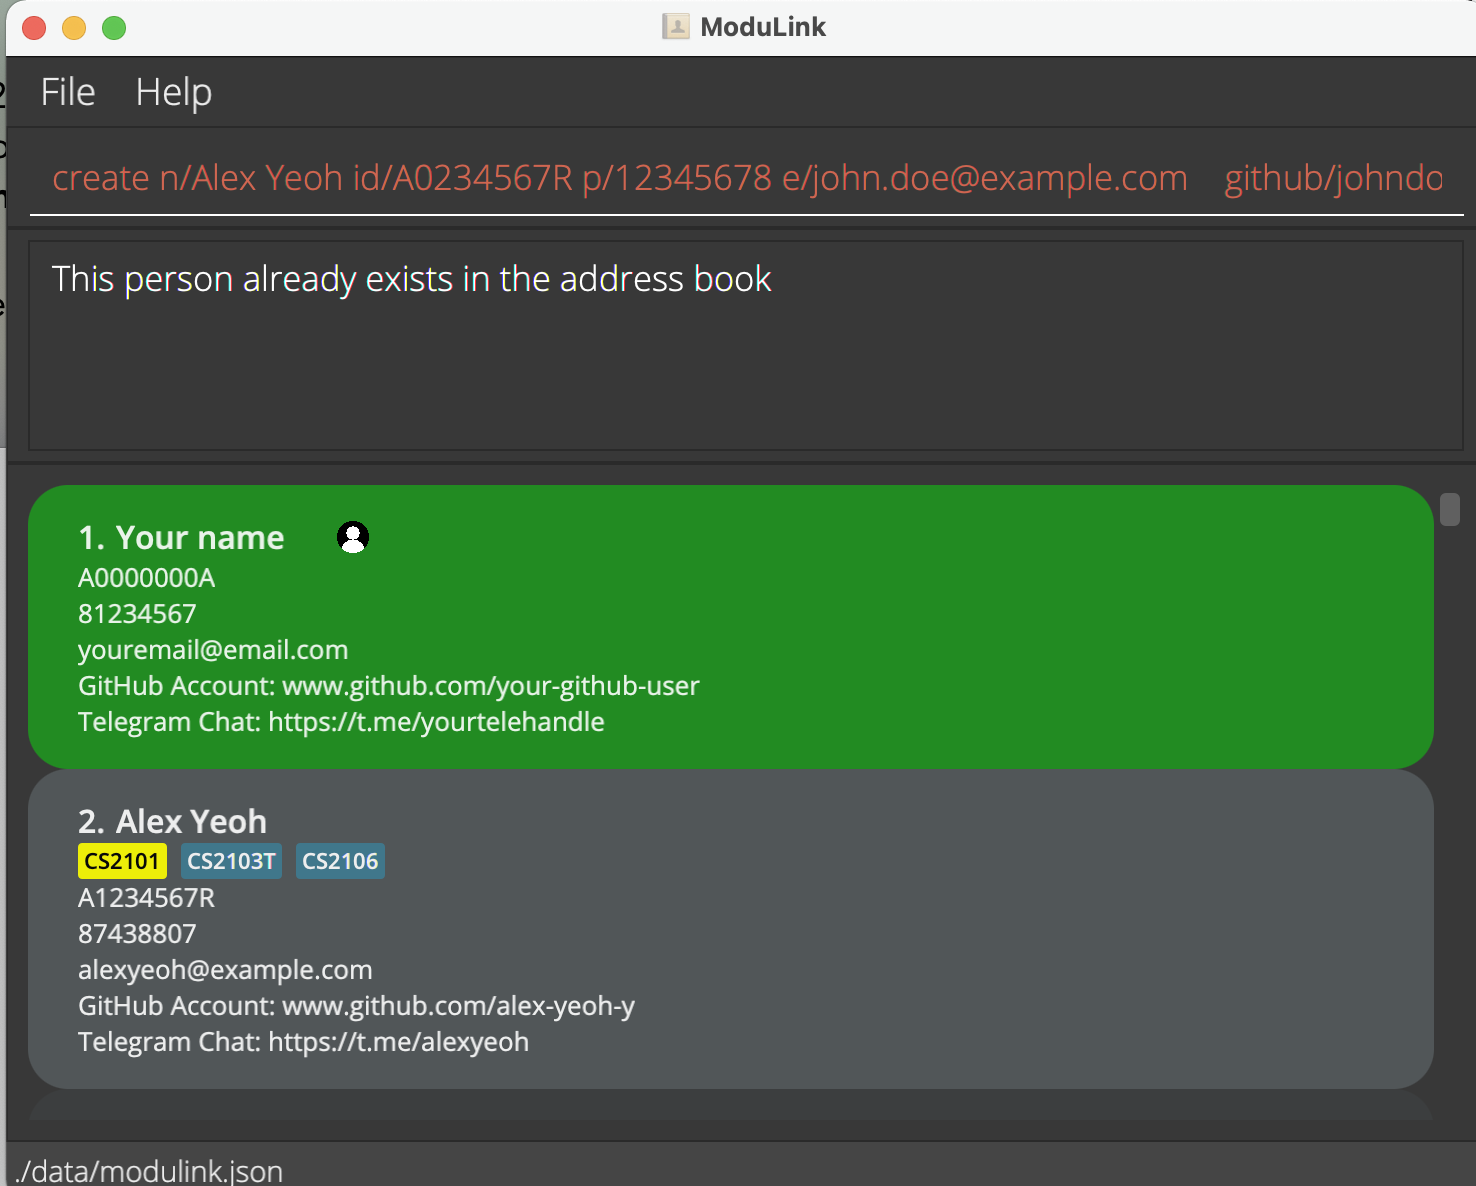 ModuLink
File Help
create n/Alex Yeoh id/A0234567R p/12345678 e/john.doe@example.com github/johndo
This person already exists in the address book
1. Your name
A0000000A
81234567
youremail@email.com
GitHub Account: www.github.com/your-github-user
Telegram Chat: https://t.me/yourtelehandle
2. Alex Yeoh
CS2101 CS2103T CS2106
A1234567R
87438807
alexyeoh@example.com
GitHub Account: www.github.com/alex-yeoh-y
Telegram Chat: https://t.me/alexyeoh
./data/modulink.json